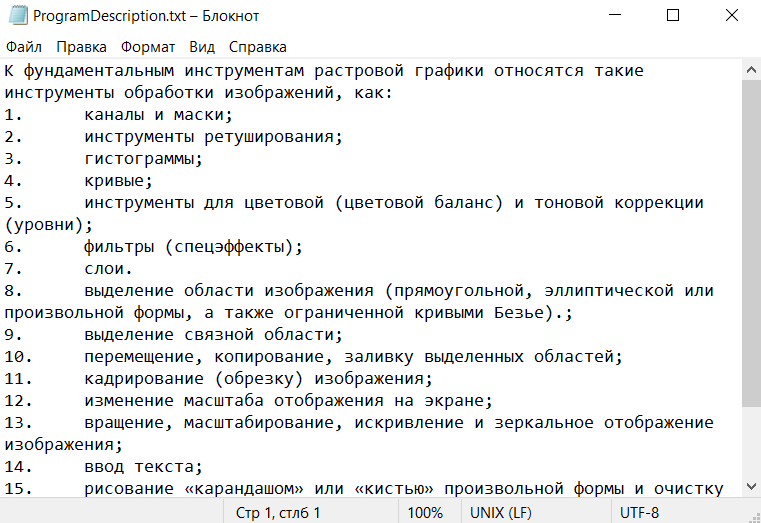 ProgramDescription.txt – Блокнот
Файл Правка Формат Вид Справка
К фундаментальным инструментам растровой графики относятся такие
инструменты обработки изображений, как:
1. каналы и маски;
2. инструменты ретуширования;
3. гистограммы;
4. кривые;
5. инструменты для цветовой (цветовой баланс) и тоновой коррекции
(уровни);
6. фильтры (спецэффекты);
7. слои.
8. выделение области изображения (прямоугольной, эллиптической или
произвольной формы, а также ограниченной кривыми Безье).;
9. выделение связной области;
10. перемещение, копирование, заливку выделенных областей;
11. кадрирование (обрезку) изображения;
12. изменение масштаба отображения на экране;
13. вращение, масштабирование, искривление и зеркальное отображение
изображения;
14. ввод текста;
15. рисование «карандашом» или «кистью» произвольной формы и очистку
Стр 1, стлб 1 100% UNIX (LF) UTF-8